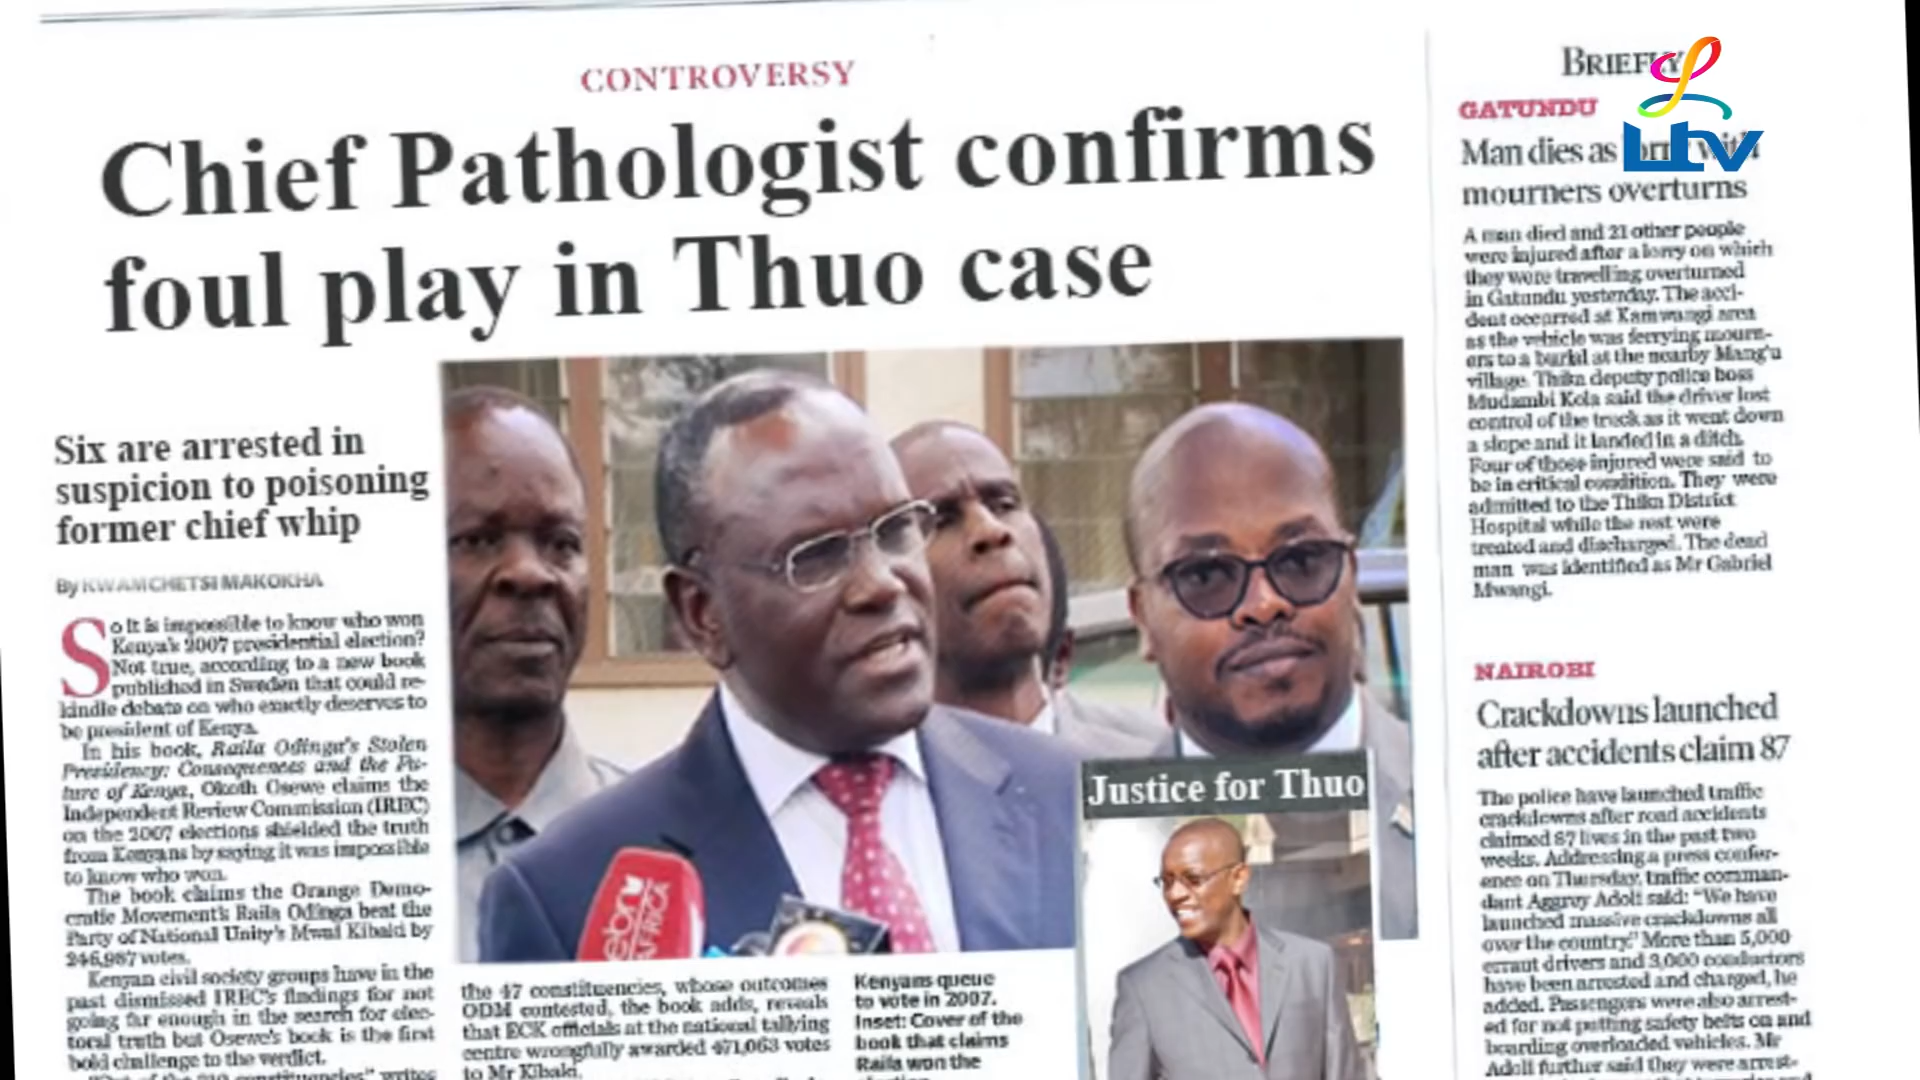 CONTROVERSY
Chief Pathologist confirms
foul play in Thuo case
Six are arrested in
suspicion to poisoning
former chief whip
By KWAMCHETSI MAKOKHA
So it is impossible to know who won
Kenya's 2007 presidential election?
Not true, according to a new book
published in Sweden that could re-
kindle debate on who exactly deserves to
be president of Kenya.
In his book, Raila Odinga's Stolen
Presidency: Consequences and the Fu-
ture of Kenya, Okoth Osewe claims the
Independent Review Commission (IREC)
on the 2007 elections shielded the truth
from Kenyans by saying it was impossible
to know who won.
The book claims the Orange Demo-
cratic Movement's Raila Odinga beat the
Party of National Unity's Mwai Kibaki by
246,987 votes.
Kenyan civil society groups have in the
past dismissed IREC's findings for not
going far enough in the search for elec-
toral truth but Osewe's book is the first
bold challenge to the verdict.
ebru
AFRICA
Justice for Thuo
the 47 constituencies, whose outcomes
ODM contested, the book adds, reveals
that ECK officials at the national tallying
centre wrongfully awarded 471,063 votes
to Mr Kibaki.
Kenyans queue
to vote in 2007.
Inset: Cover of the
book that claims
Raila won the
BRIEFLY
LLtv
GATUNDU
Man dies as lorry with
mourners overturns
A man died and 21 other people
were injured after a lorry on which
they were travelling overturned
in Gatundu yesterday. The acci-
dent occurred at Kamwangi area
as the vehicle was ferrying mourn-
ers to a burial at the nearby Mang'u
village. Thika deputy police boss
Mudambi Kola said the driver lost
control of the truck as it went down
a slope and it landed in a ditch.
Four of those injured were said to
be in critical condition. They were
admitted to the Thika District
Hospital while the rest were
treated and discharged. The dead
man was identified as Mr Gabriel
Mwangi.
NAIROBI
Crackdowns launched
after accidents claim 87
The police have launched traffic
crackdowns after road accidents
claimed 87 lives in the past two
weeks. Addressing a press confer-
ence on Thursday, traffic comman-
dant Aggrey Adoli said: "We have
launched massive crackdowns all
over the country." More than 5,000
errant drivers and 3,000 conductors
have been arrested and charged, he
added. Passengers were also arrest-
ed for not putting safety belts on and
boarding overloaded vehicles. Mr
Adoli further said they were arrest-